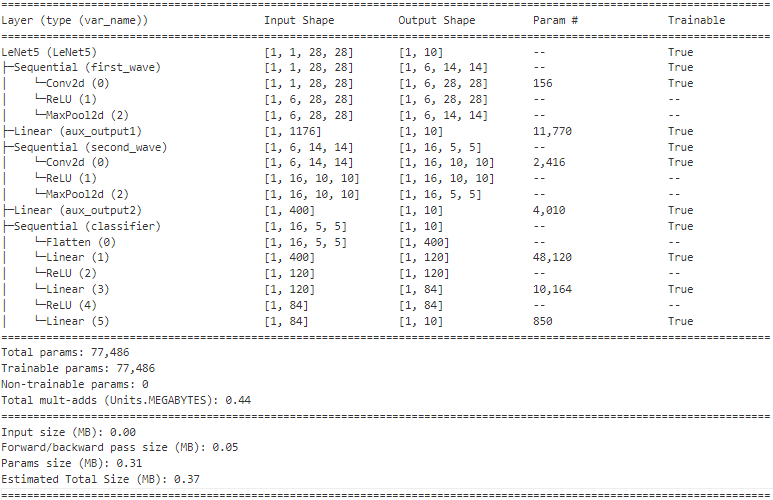 ==========================================================================================
Layer (type (var_name))                  Input Shape          Output Shape         Param #              Trainable
==========================================================================================
LeNet5 (LeNet5)                          [1, 1, 28, 28]       [1, 10]              --                   True
├─Sequential (first_wave)                [1, 1, 28, 28]       [1, 6, 14, 14]       --                   True
│    └─Conv2d (0)                        [1, 1, 28, 28]       [1, 6, 28, 28]       156                  True
│    └─ReLU (1)                          [1, 6, 28, 28]       [1, 6, 28, 28]       --                   --
│    └─MaxPool2d (2)                     [1, 6, 28, 28]       [1, 6, 14, 14]       --                   --
├─Linear (aux_output1)                   [1, 1176]            [1, 10]              11,770               True
├─Sequential (second_wave)               [1, 6, 14, 14]       [1, 16, 5, 5]        --                   True
│    └─Conv2d (0)                        [1, 6, 14, 14]       [1, 16, 10, 10]      2,416                True
│    └─ReLU (1)                          [1, 16, 10, 10]      [1, 16, 10, 10]      --                   --
│    └─MaxPool2d (2)                     [1, 16, 10, 10]      [1, 16, 5, 5]        --                   --
├─Linear (aux_output2)                   [1, 400]             [1, 10]              4,010                True
├─Sequential (classifier)                [1, 16, 5, 5]        [1, 10]              --                   True
│    └─Flatten (0)                       [1, 16, 5, 5]        [1, 400]             --                   --
│    └─Linear (1)                        [1, 400]             [1, 120]             48,120               True
│    └─ReLU (2)                          [1, 120]             [1, 120]             --                   --
│    └─Linear (3)                        [1, 120]             [1, 84]              10,164               True
│    └─ReLU (4)                          [1, 84]              [1, 84]              --                   --
│    └─Linear (5)                        [1, 84]              [1, 10]              850                  True
==========================================================================================
Total params: 77,486
Trainable params: 77,486
Non-trainable params: 0
Total mult-adds (Units.MEGABYTES): 0.44
==========================================================================================
Input size (MB): 0.00
Forward/backward pass size (MB): 0.05
Params size (MB): 0.31
Estimated Total Size (MB): 0.37
==========================================================================================